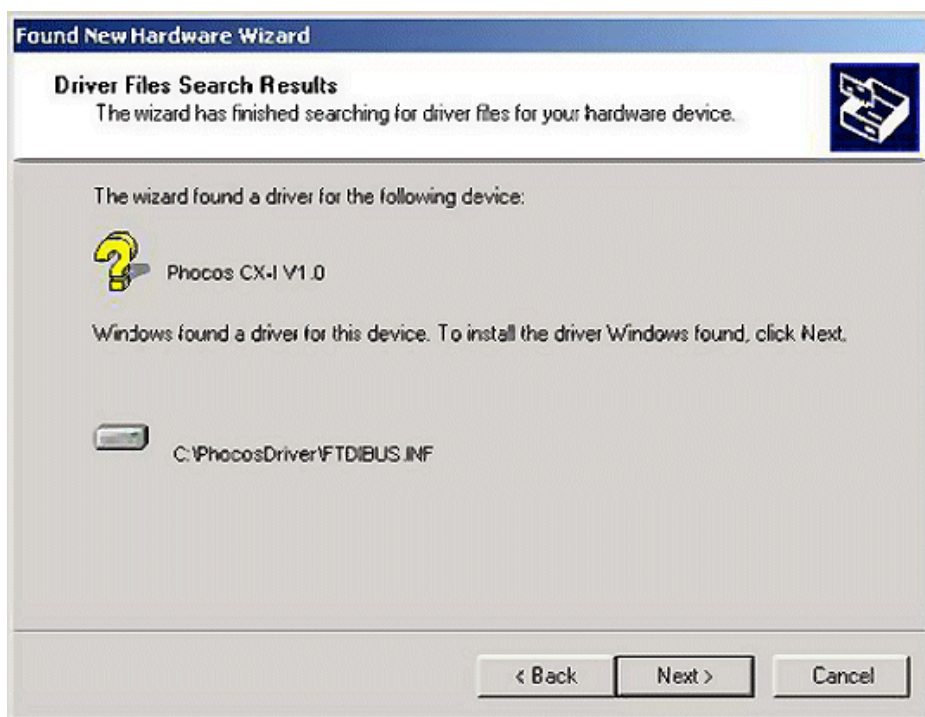 Found New Hardware Wizard
Driver Files Search Results
The wizard has finished searching for driver files for your hardware device.
The wizard found a driver for the following device:
Phocos CX-I V1.0
Windows found a driver for this device. To install the driver Windows found, click Next.
C:\PhocosDriver\FTDIBUS.INF
< Back
Next >
Cancel